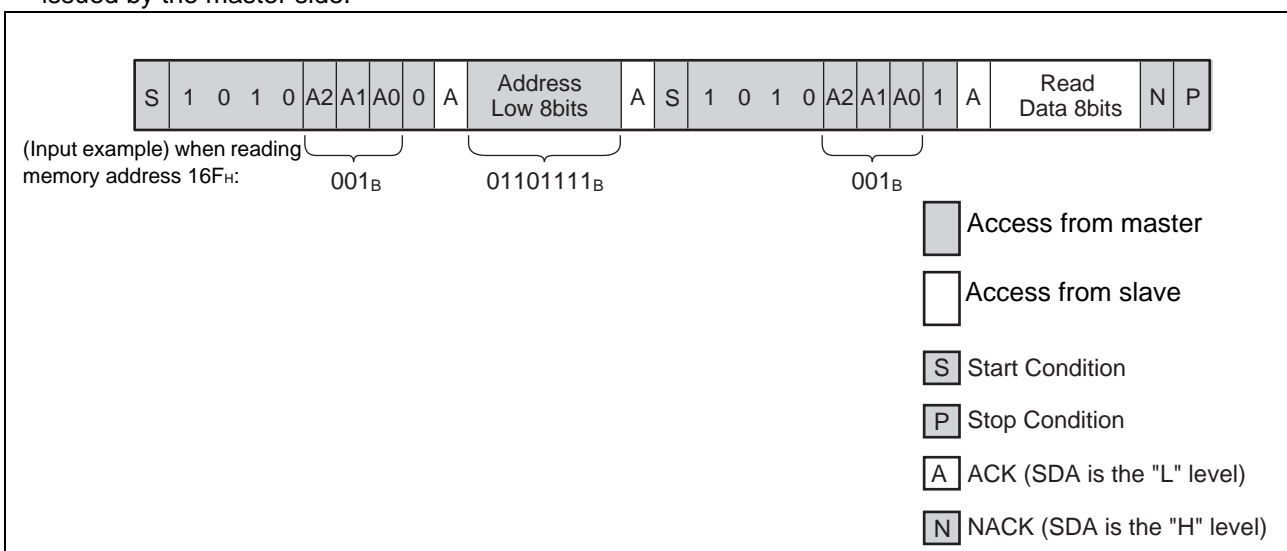 issued by the master side.
S 1 0 1 0 A2 A1 A0 0 A Address Low 8bits A S 1 0 1 0 A2 A1 A0 1 A Read Data 8bits N P
(Input example) when reading
memory address 16FH:
001B 01101111B 001B
Access from master
Access from slave
S Start Condition
P Stop Condition
A ACK (SDA is the "L" level)
N NACK (SDA is the "H" level)